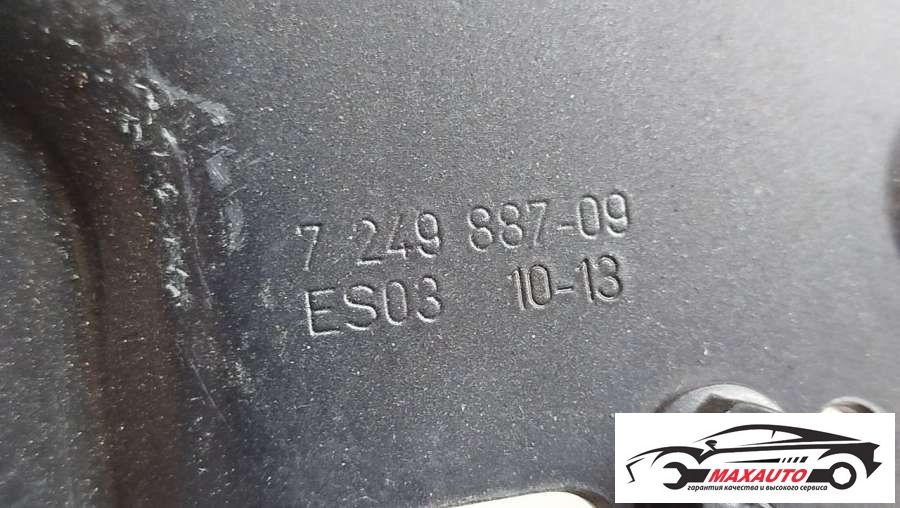 7 249 887-09
ES03 10-13
MAXAUTO
гарантия качества и высокого сервиса